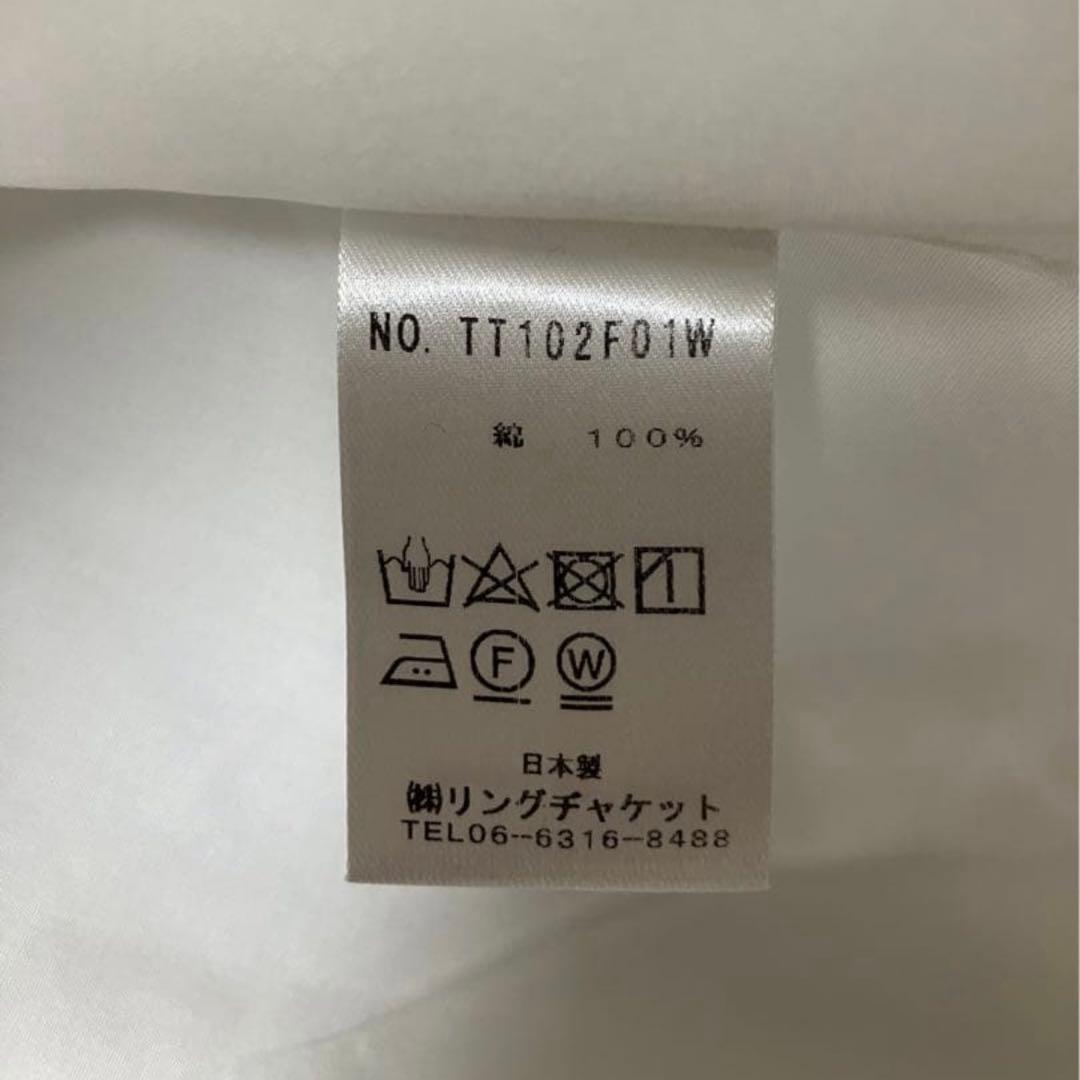 NO. TT102F01W
綿 100%
F W
日本製
㈱リングヂャケット
TEL06-6316-8488